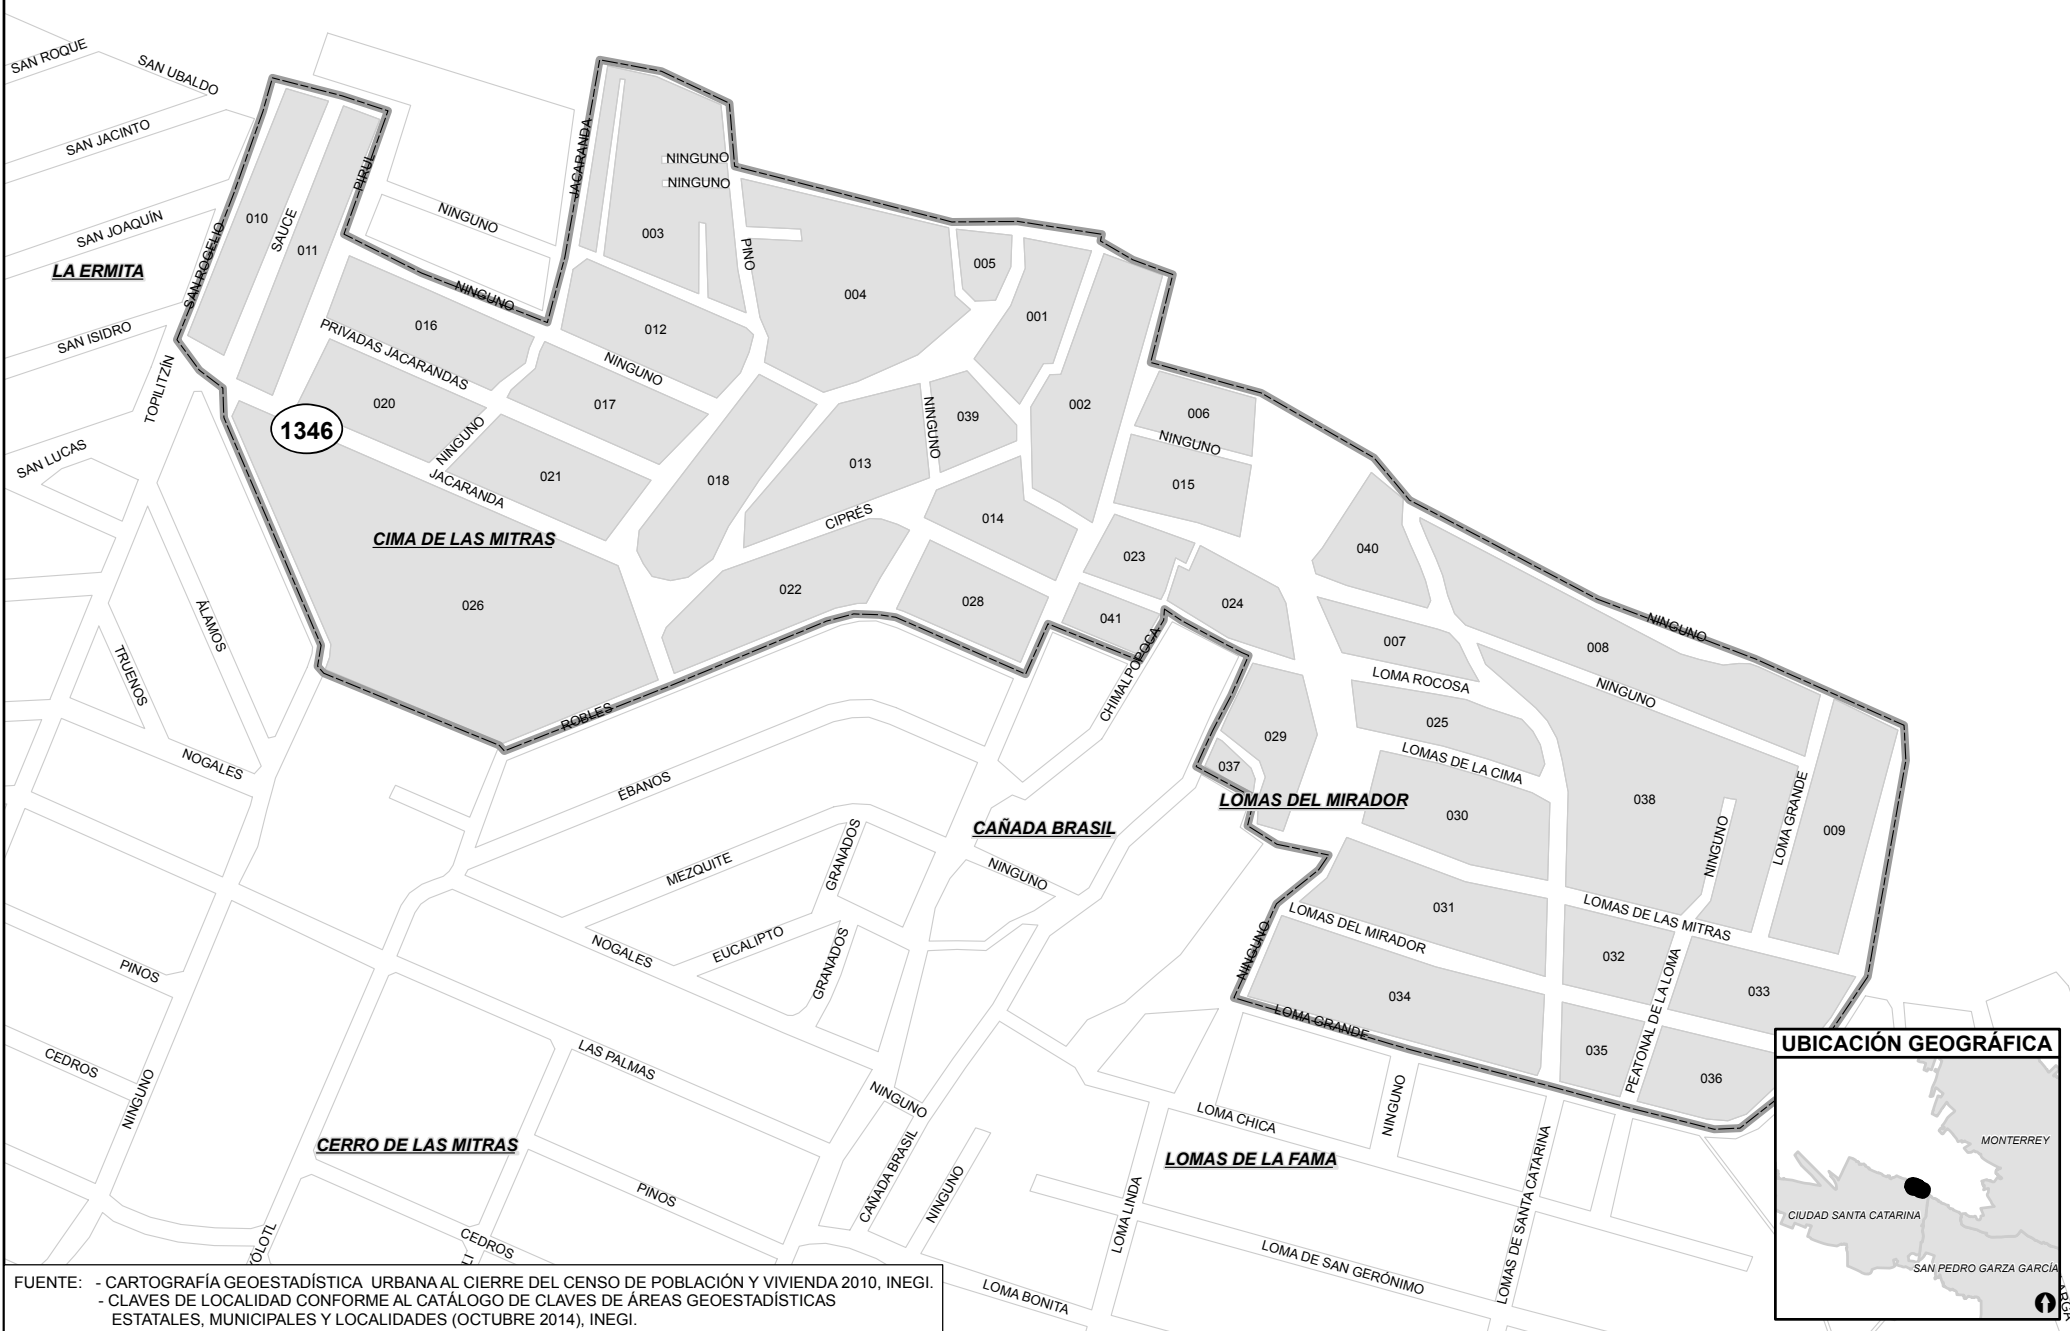 SAN ROQUE
SAN UBALDO
SAN JACINTO
SAN JOAQUÍN
LA ERMITA
SAN ISIDRO
SAN LUCAS
TOPILITZÍN
SAN ROGELIO
010
SAUCE
011
PIRUL
NINGUNO
NINGUNO
JACARANDA
NINGUNO
NINGUNO
003
PINO
004
005
001
002
016
PRIVADAS JACARANDAS
012
NINGUNO
020
1346
017
NINGUNO
JACARANDA
021
018
013
NINGUNO
039
CIPRÉS
014
006
NINGUNO
015
CIMA DE LAS MITRAS
026
022
028
023
041
024
040
007
008
NINGUNO
NINGUNO
LOMA ROCOSA
025
LOMAS DE LA CIMA
CHIMALPOPOCA
029
037
LOMAS DEL MIRADOR
030
038
NINGUNO
LOMA GRANDE
009
ÁLAMOS
TRUENOS
NOGALES
ROBLES
ÉBANOS
CAÑADA BRASIL
MEZQUITE
GRANADOS
NINGUNO
EUCALIPTO
GRANADOS
NOGALES
031
LOMAS DEL MIRADOR
LOMAS DE LAS MITRAS
NINGUNO
032
033
034
LOMA GRANDE
035
PEATONAL DE LA LOMA
036
PINOS
CEDROS
NINGUNO
LAS PALMAS
NINGUNO
CERRO DE LAS MITRAS
PINOS
CEDROS
CAÑADA BRASIL
NINGUNO
LOMA CHICA
NINGUNO
LOMAS DE LA FAMA
LOMA LINDA
LOMAS DE SANTA CATARINA
LOMA DE SAN GERÓNIMO
LOMA BONITA
YÓLOTL
LI
UBICACIÓN GEOGRÁFICA
MONTERREY
CIUDAD SANTA CATARINA
SAN PEDRO GARZA GARCÍA
FUENTE: - CARTOGRAFÍA GEOESTADÍSTICA URBANA AL CIERRE DEL CENSO DE POBLACIÓN Y VIVIENDA 2010, INEGI.
- CLAVES DE LOCALIDAD CONFORME AL CATÁLOGO DE CLAVES DE ÁREAS GEOESTADÍSTICAS
ESTATALES, MUNICIPALES Y LOCALIDADES (OCTUBRE 2014), INEGI.